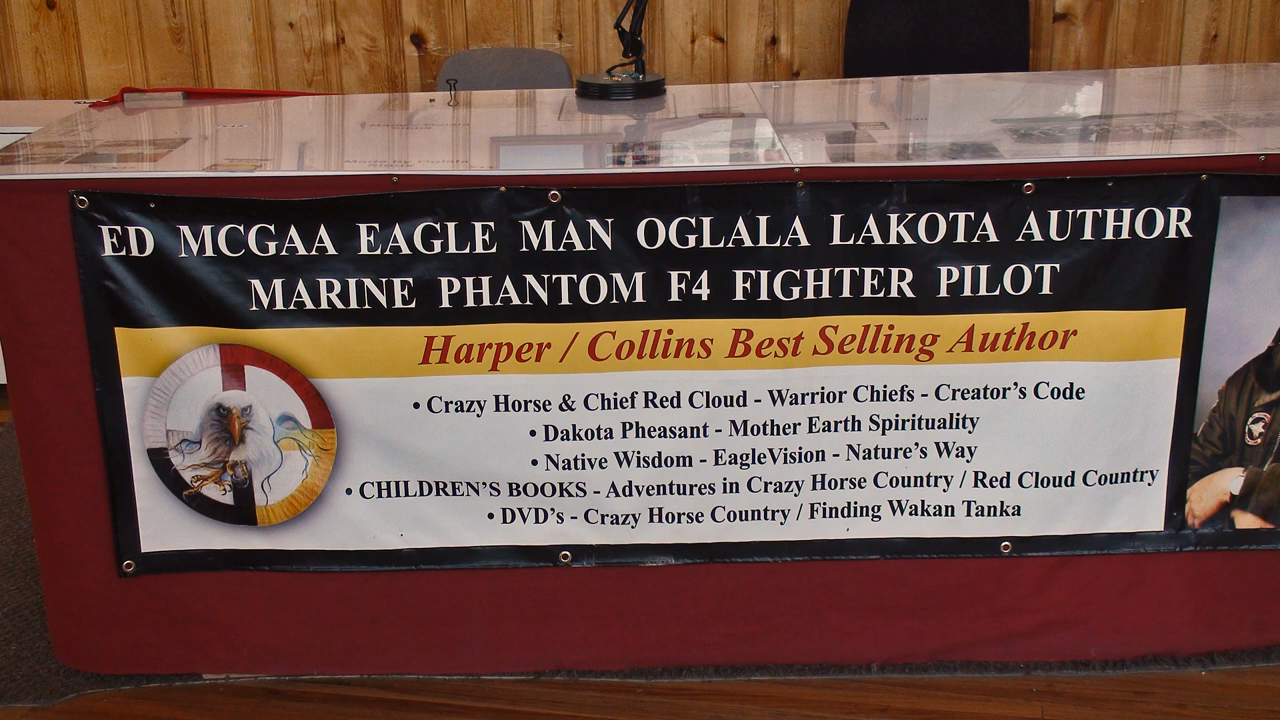 ED MCGAA EAGLE MAN OGLALA LAKOTA AUTHOR
MARINE PHANTOM F4 FIGHTER PILOT
Harper / Collins Best Selling Author
• Crazy Horse & Chief Red Cloud - Warrior Chiefs - Creator's Code
• Dakota Pheasant - Mother Earth Spirituality
• Native Wisdom - EagleVision - Nature's Way
• CHILDREN'S BOOKS - Adventures in Crazy Horse Country / Red Cloud Country
• DVD's - Crazy Horse Country / Finding Wakan Tanka